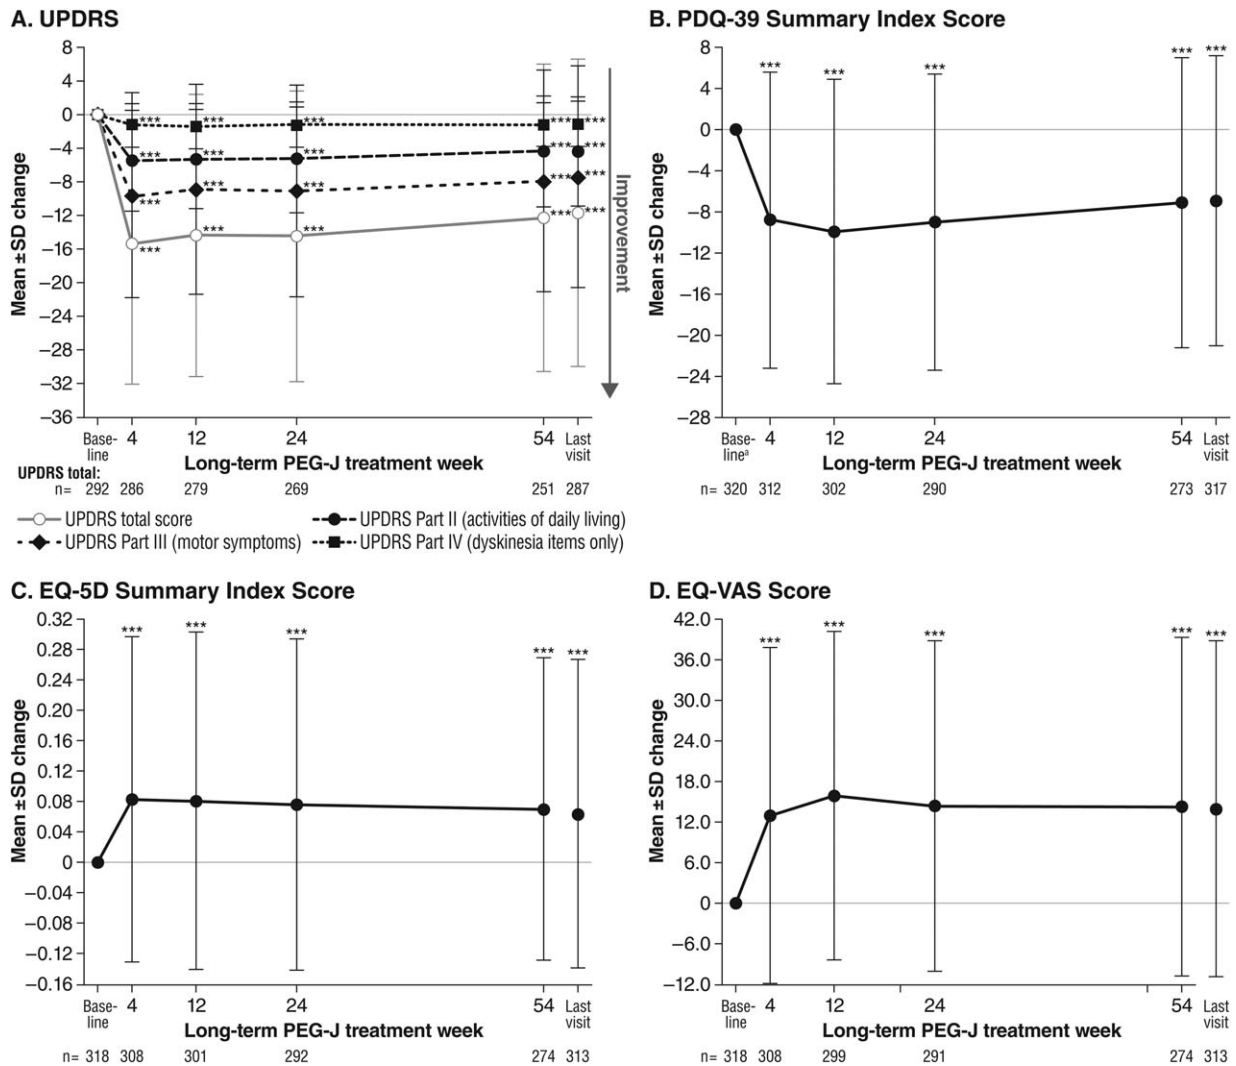 A. UPDRS
8
4
0
−4
−8
−12
−16
−20
−24
−28
−32
−36
Mean ±SD change
*** *** *** *** ***
*** *** *** *** ***
*** *** *** *** ***
*** *** *** *** ***
Improvement
Base-line 4 12 24 54 Last visit
Long-term PEG-J treatment week
UPDRS total:
n= 292 286 279 269 251 287
UPDRS total score
UPDRS Part II (activities of daily living)
UPDRS Part III (motor symptoms)
UPDRS Part IV (dyskinesia items only)
B. PDQ-39 Summary Index Score
8
4
0
−4
−8
−12
−16
−20
−24
−28
Mean ±SD change
*** *** *** *** ***
Base-lineᵃ 4 12 24 54 Last visit
Long-term PEG-J treatment week
n= 320 312 302 290 273 317
C. EQ-5D Summary Index Score
0.32
0.28
0.24
0.20
0.16
0.12
0.08
0.04
0
−0.04
−0.08
−0.12
−0.16
Mean ±SD change
*** *** *** *** ***
Base-line 4 12 24 54 Last visit
Long-term PEG-J treatment week
n= 318 308 301 292 274 313
D. EQ-VAS Score
42.0
36.0
30.0
24.0
18.0
12.0
6.0
0
−6.0
−12.0
Mean ±SD change
*** *** *** *** ***
Base-line 4 12 24 54 Last visit
Long-term PEG-J treatment week
n= 318 308 299 291 274 313